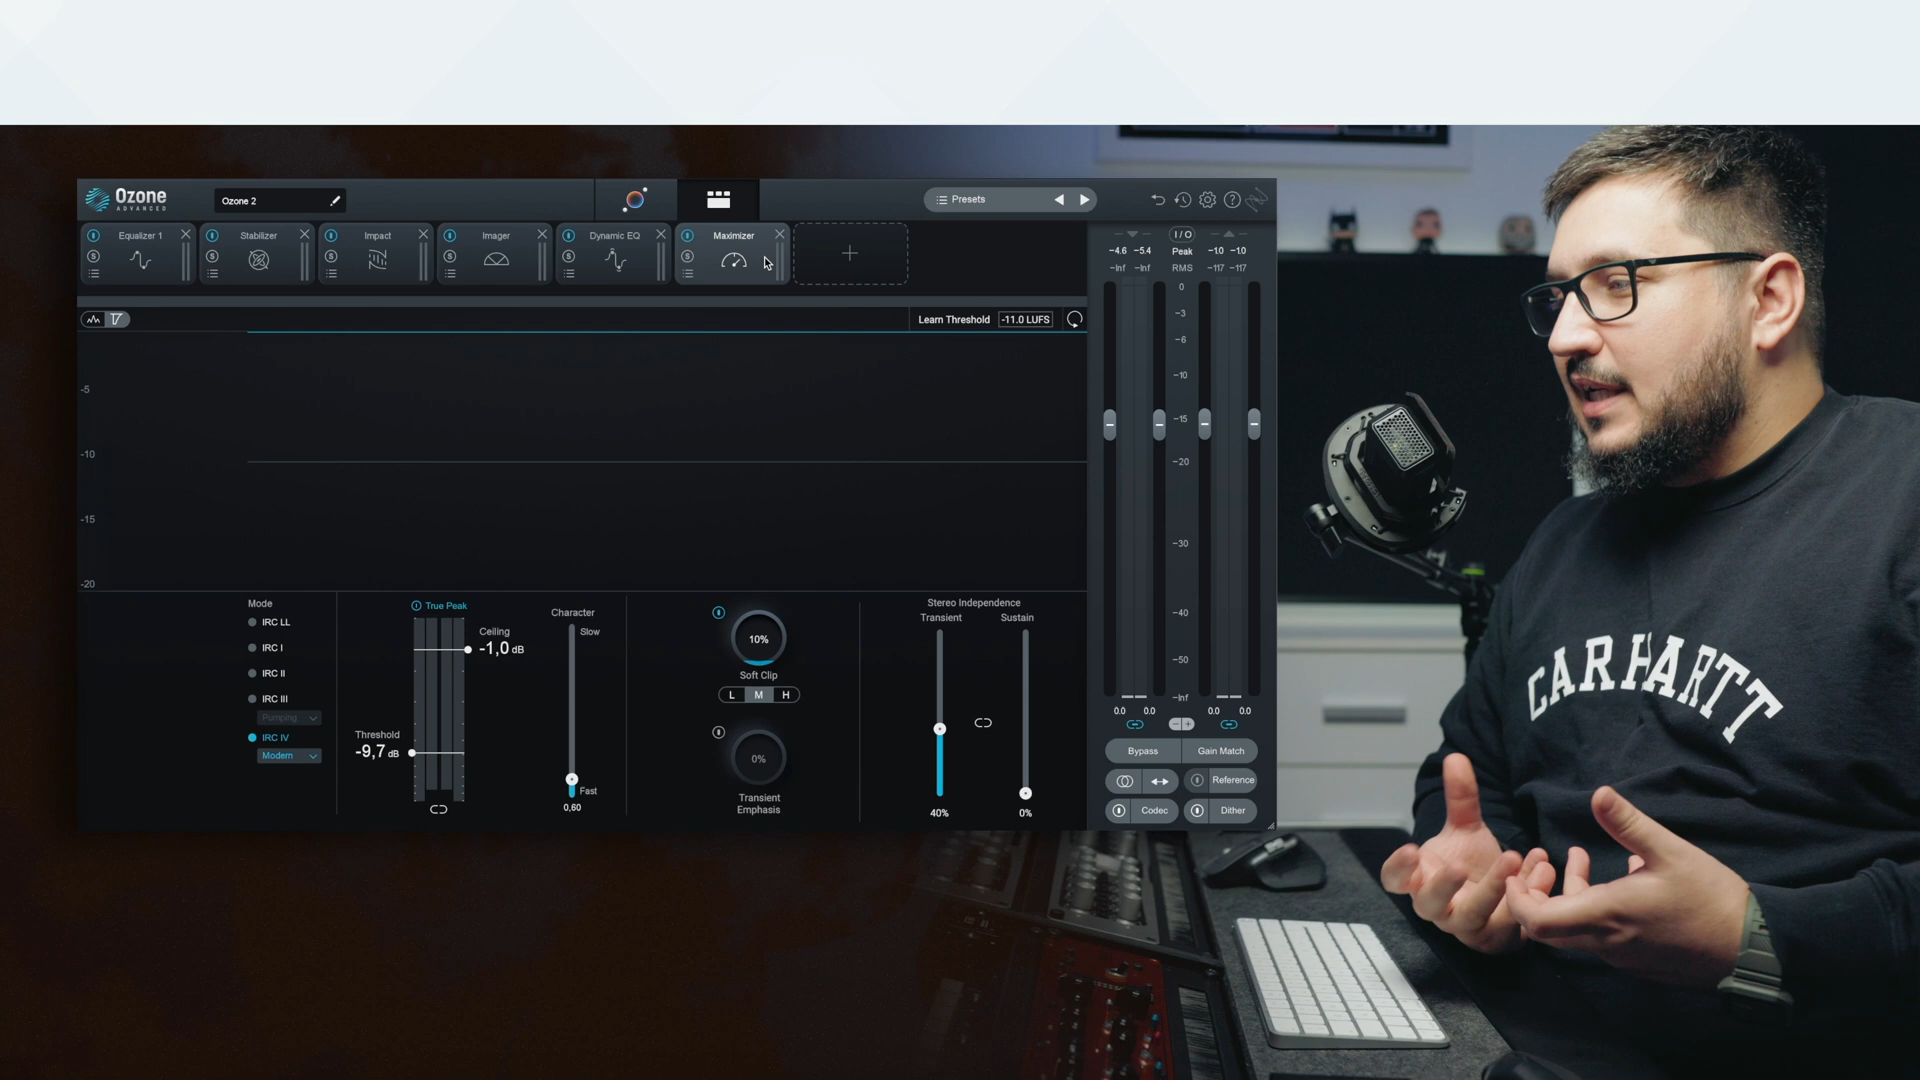 Ozone
ADVANCED
Ozone 2
Presets
Equalizer 1
Stabilizer
Impact
Imager
Dynamic EQ
Maximizer
S
S
S
S
S
S
I / O
-4.6 -5.4 Peak -1.0 -1.0
-Inf -Inf RMS -117 -117
Learn Threshold -11.0 LUFS
0
-3
-6
-10
-15
-20
-30
-40
-50
-Inf
-5
-10
-15
-20
Mode
IRC LL
IRC I
IRC II
IRC III
Pumping
IRC IV
Modern
True Peak
Ceiling
-1,0 dB
Threshold
-9,7 dB
Character
Slow
Fast
0,60
10%
Soft Clip
L M H
0%
Transient
Emphasis
Stereo Independence
Transient Sustain
40% 0%
0.0 0.0 0.0 0.0
Bypass Gain Match
Reference
Codec Dither
CARHARTT